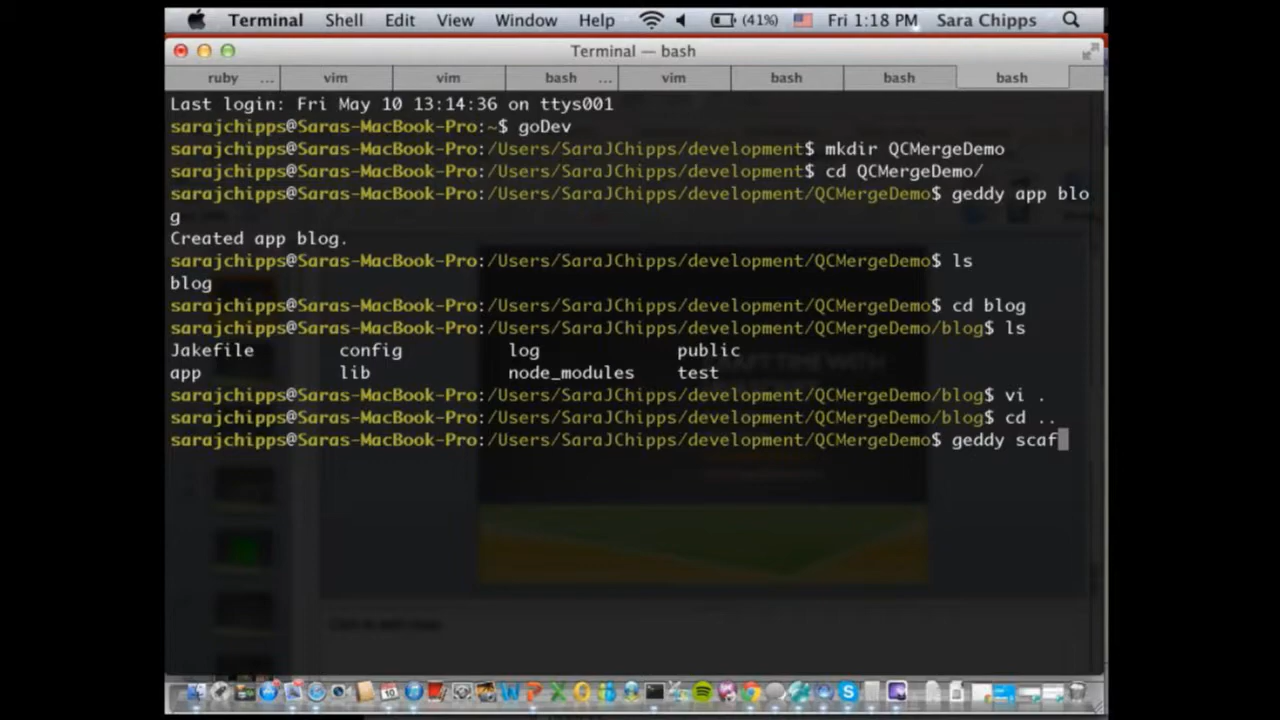 Terminal Shell Edit View Window Help (41%) Fri 1:18 PM Sara Chipps
Terminal — bash
ruby ... vim vim bash ... vim bash bash bash
Last login: Fri May 10 13:14:36 on ttys001
sarajchipps@Saras-MacBook-Pro:~$ goDev
sarajchipps@Saras-MacBook-Pro:/Users/SaraJChipps/development$ mkdir QCMergeDemo
sarajchipps@Saras-MacBook-Pro:/Users/SaraJChipps/development$ cd QCMergeDemo/
sarajchipps@Saras-MacBook-Pro:/Users/SaraJChipps/development/QCMergeDemo$ geddy app blo
g
Created app blog.
sarajchipps@Saras-MacBook-Pro:/Users/SaraJChipps/development/QCMergeDemo$ ls
blog
sarajchipps@Saras-MacBook-Pro:/Users/SaraJChipps/development/QCMergeDemo$ cd blog
sarajchipps@Saras-MacBook-Pro:/Users/SaraJChipps/development/QCMergeDemo/blog$ ls
Jakefile config log public
app lib node_modules test
sarajchipps@Saras-MacBook-Pro:/Users/SaraJChipps/development/QCMergeDemo/blog$ vi .
sarajchipps@Saras-MacBook-Pro:/Users/SaraJChipps/development/QCMergeDemo/blog$ cd ..
sarajchipps@Saras-MacBook-Pro:/Users/SaraJChipps/development/QCMergeDemo$ geddy scaf